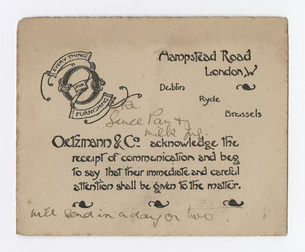 EVERYTHING
FOR
FURNISHING
Hampstead Road
London, W
Dublin
Ryde
Brussels
milk jug.
Oetzmann & Co. acknowledge the
receipt of communication and beg
to say that their immediate and careful
attention shall be given to the matter.
will send in a day or two.